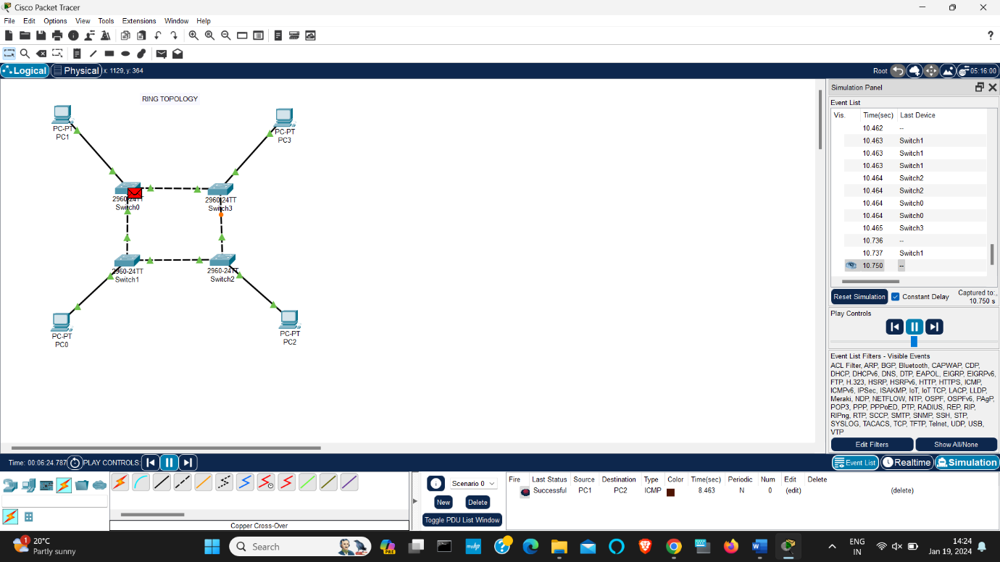 Cisco Packet Tracer
File Edit Options View Tools Extensions Window Help
?
Logical Physical x: 1129, y: 364
Root 05:16:00
RING TOPOLOGY
PC-PT
PC1
PC-PT
PC3
2960-24TT
Switch0
2960-24TT
Switch3
2960-24TT
Switch1
2960-24TT
Switch2
PC-PT
PC0
PC-PT
PC2
Simulation Panel
Event List
Vis. Time(sec) Last Device
10.462 --
10.463 Switch1
10.463 Switch1
10.463 Switch1
10.464 Switch2
10.464 Switch2
10.464 Switch0
10.464 Switch0
10.465 Switch3
10.736 --
10.737 Switch1
10.750 --
Reset Simulation Constant Delay Captured to:
10.750 s
Play Controls
Event List Filters - Visible Events
ACL Filter, ARP, BGP, Bluetooth, CAPWAP, CDP,
DHCP, DHCPv6, DNS, DTP, EAPOL, EIGRP, EIGRPv6,
FTP, H.323, HSRP, HSRPv6, HTTP, HTTPS, ICMP,
ICMPv6, IPSec, ISAKMP, IoT, IoT TCP, LACP, LLDP,
Meraki, NDP, NETFLOW, NTP, OSPF, OSPFv6, PAgP,
POP3, PPP, PPPoED, PTP, RADIUS, REP, RIP,
RIPng, RTP, SCCP, SMTP, SNMP, SSH, STP,
SYSLOG, TACACS, TCP, TFTP, Telnet, UDP, USB,
VTP
Edit Filters Show All/None
Time: 00:06:24.787 PLAY CONTROLS:
Event List Realtime Simulation
Copper Cross-Over
Scenario 0
New Delete
Toggle PDU List Window
Fire Last Status Source Destination Type Color Time(sec) Periodic Num Edit Delete
Successful PC1 PC2 ICMP 8.463 N 0 (edit) (delete)
1
20°C
Partly sunny
Search
PRE
myhp
ENG
IN
14:24
Jan 19, 2024